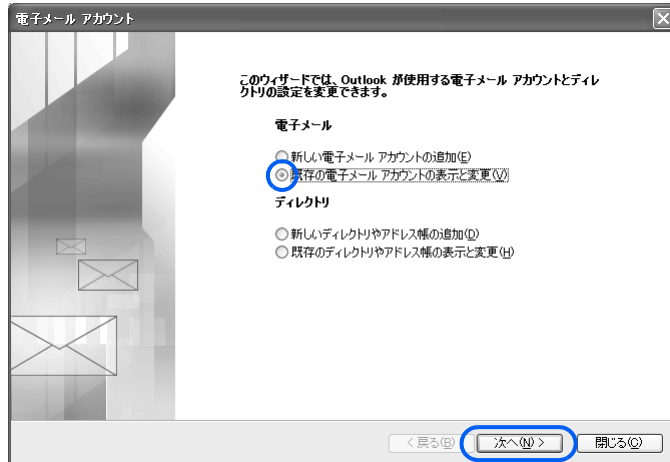 電子メール アカウント
このウィザードでは、Outlook が使用する電子メール アカウントとディレ
クトリの設定を変更できます。
電子メール
新しい電子メール アカウントの追加(E)
既存の電子メール アカウントの表示と変更(V)
ディレクトリ
新しいディレクトリやアドレス帳の追加(D)
既存のディレクトリやアドレス帳の表示と変更(H)
< 戻る(B) 次へ(N) > 閉じる(C)